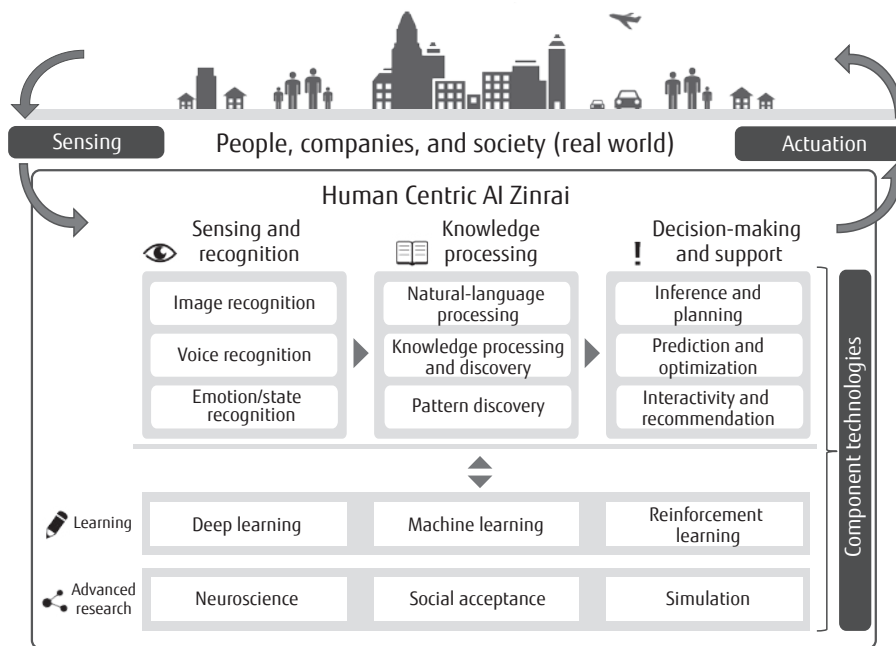 Sensing
People, companies, and society (real world)
Actuation
Human Centric AI Zinrai
Sensing and
recognition
Knowledge
processing
Decision-making
and support
!
Image recognition
Voice recognition
Emotion/state
recognition
Natural-language
processing
Knowledge processing
and discovery
Pattern discovery
Inference and
planning
Prediction and
optimization
Interactivity and
recommendation
Component technologies
Learning
Deep learning
Machine learning
Reinforcement
learning
Advanced
research
Neuroscience
Social acceptance
Simulation